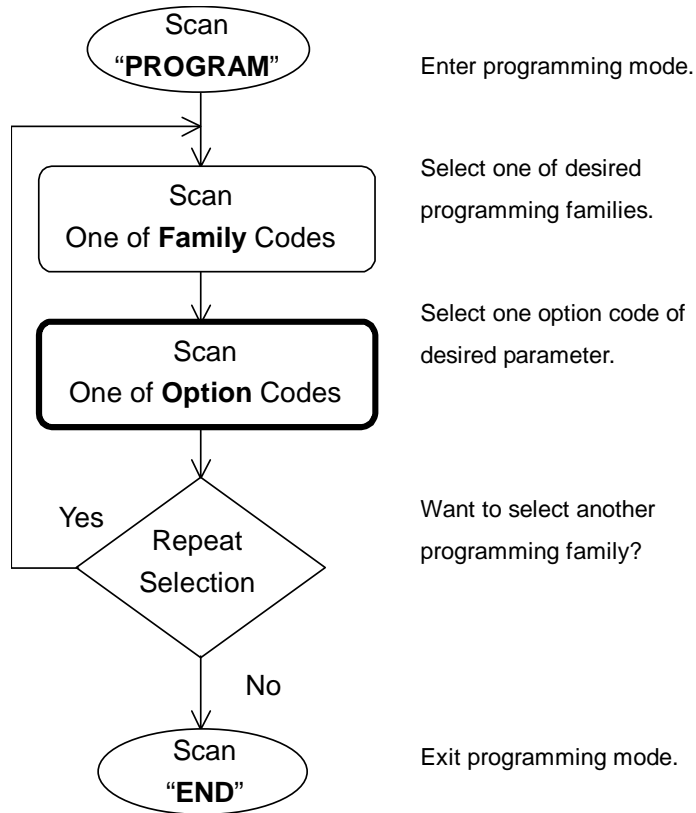 Scan
“PROGRAM”
Enter programming mode.
Scan
One of Family Codes
Select one of desired
programming families.
Scan
One of Option Codes
Select one option code of
desired parameter.
Yes
Repeat
Selection
Want to select another
programming family?
No
Scan
“END”
Exit programming mode.